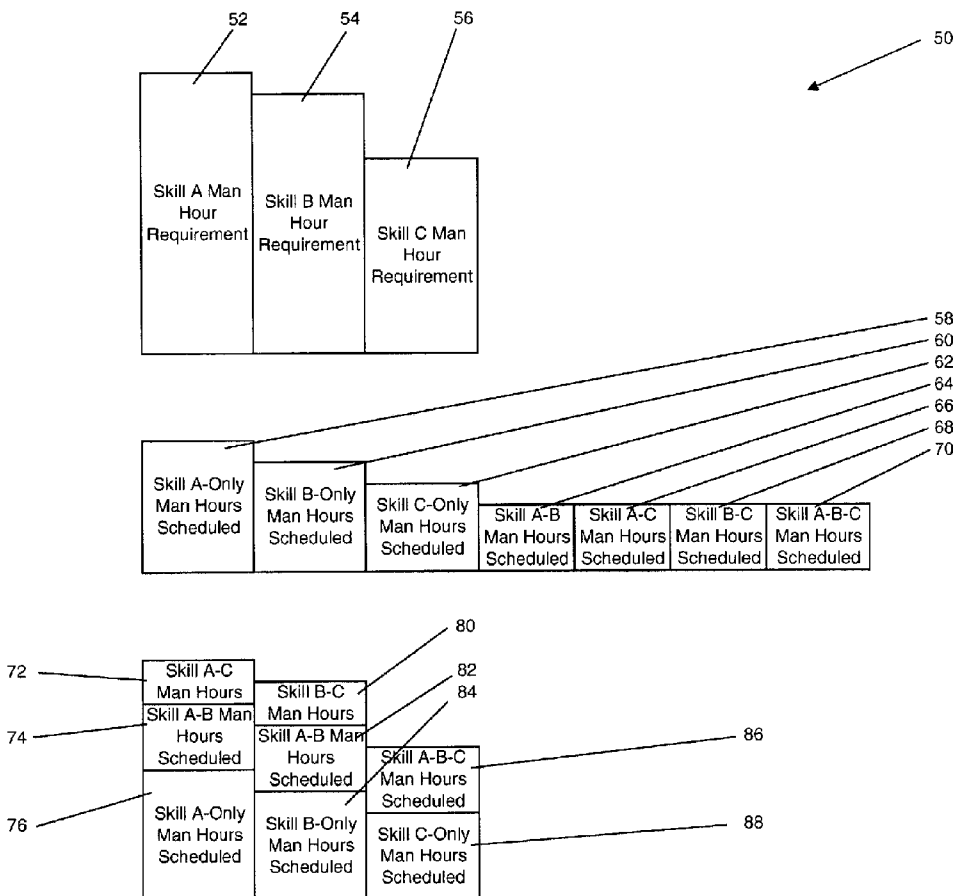 52
54
56
50
Skill A Man
Hour
Requirement
Skill B Man
Hour
Requirement
Skill C Man
Hour
Requirement
58
60
62
64
66
68
70
Skill A-Only
Man Hours
Scheduled
Skill B-Only
Man Hours
Scheduled
Skill C-Only
Man Hours
Scheduled
Skill A-B
Man Hours
Scheduled
Skill A-C
Man Hours
Scheduled
Skill B-C
Man Hours
Scheduled
Skill A-B-C
Man Hours
Scheduled
72
74
76
Skill A-C
Man Hours
Skill A-B Man
Hours
Scheduled
Skill A-Only
Man Hours
Scheduled
80
82
84
Skill B-C
Man Hours
Skill A-B Man
Hours
Scheduled
Skill B-Only
Man Hours
Scheduled
86
88
Skill A-B-C
Man Hours
Scheduled
Skill C-Only
Man Hours
Scheduled